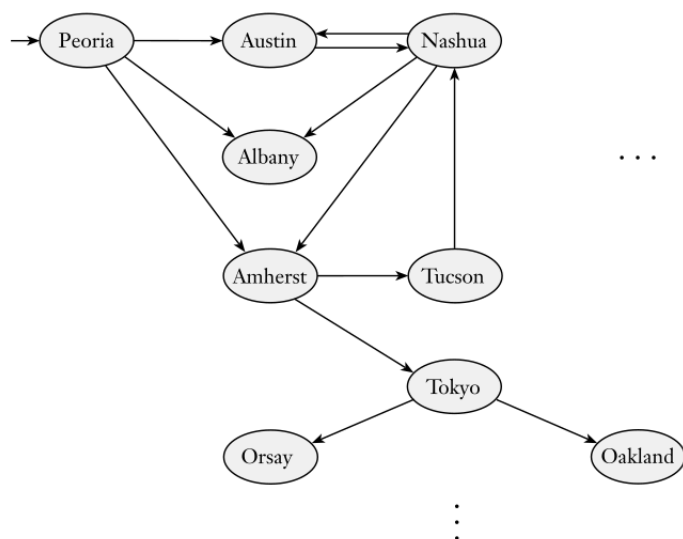 Peoria
Austin
Nashua
Albany
. . .
Amherst
Tucson
Tokyo
Orsay
Oakland